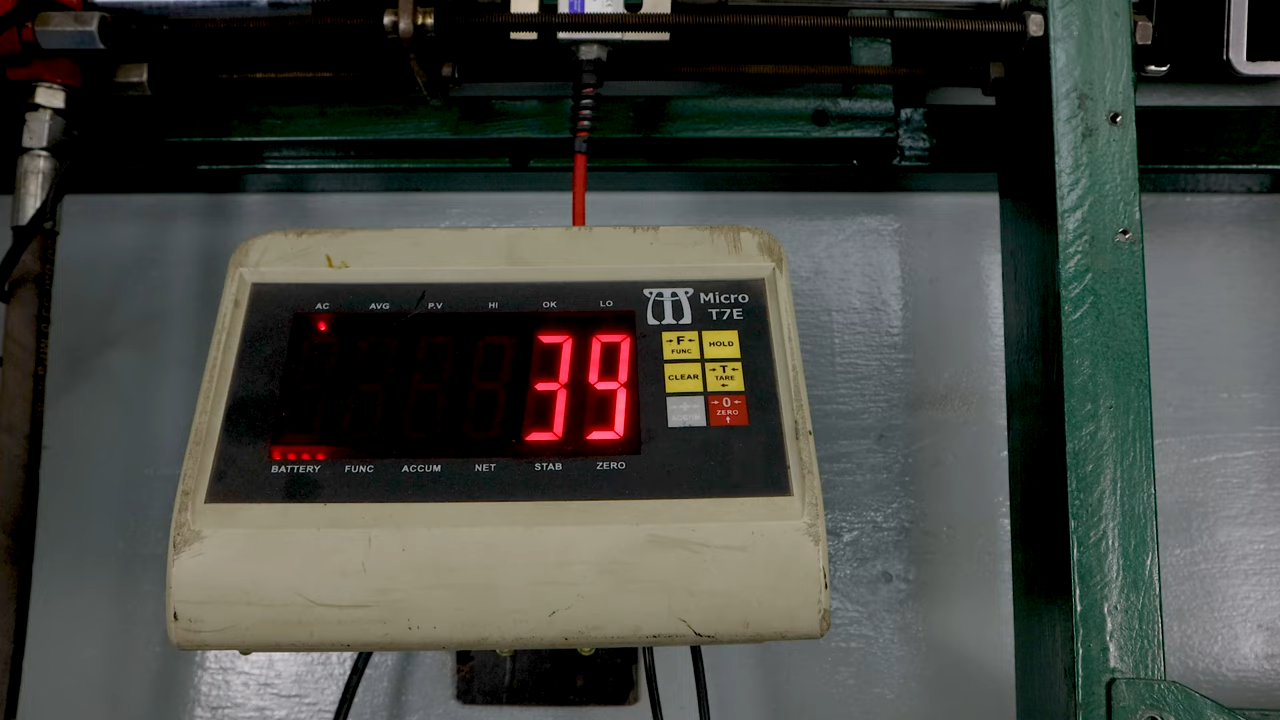 AC AVG P.V HI OK LO
Micro
T7E
39
→F←
FUNC
HOLD
CLEAR
→T←
TARE
→0←
ZERO
BATTERY FUNC ACCUM NET STAB ZERO